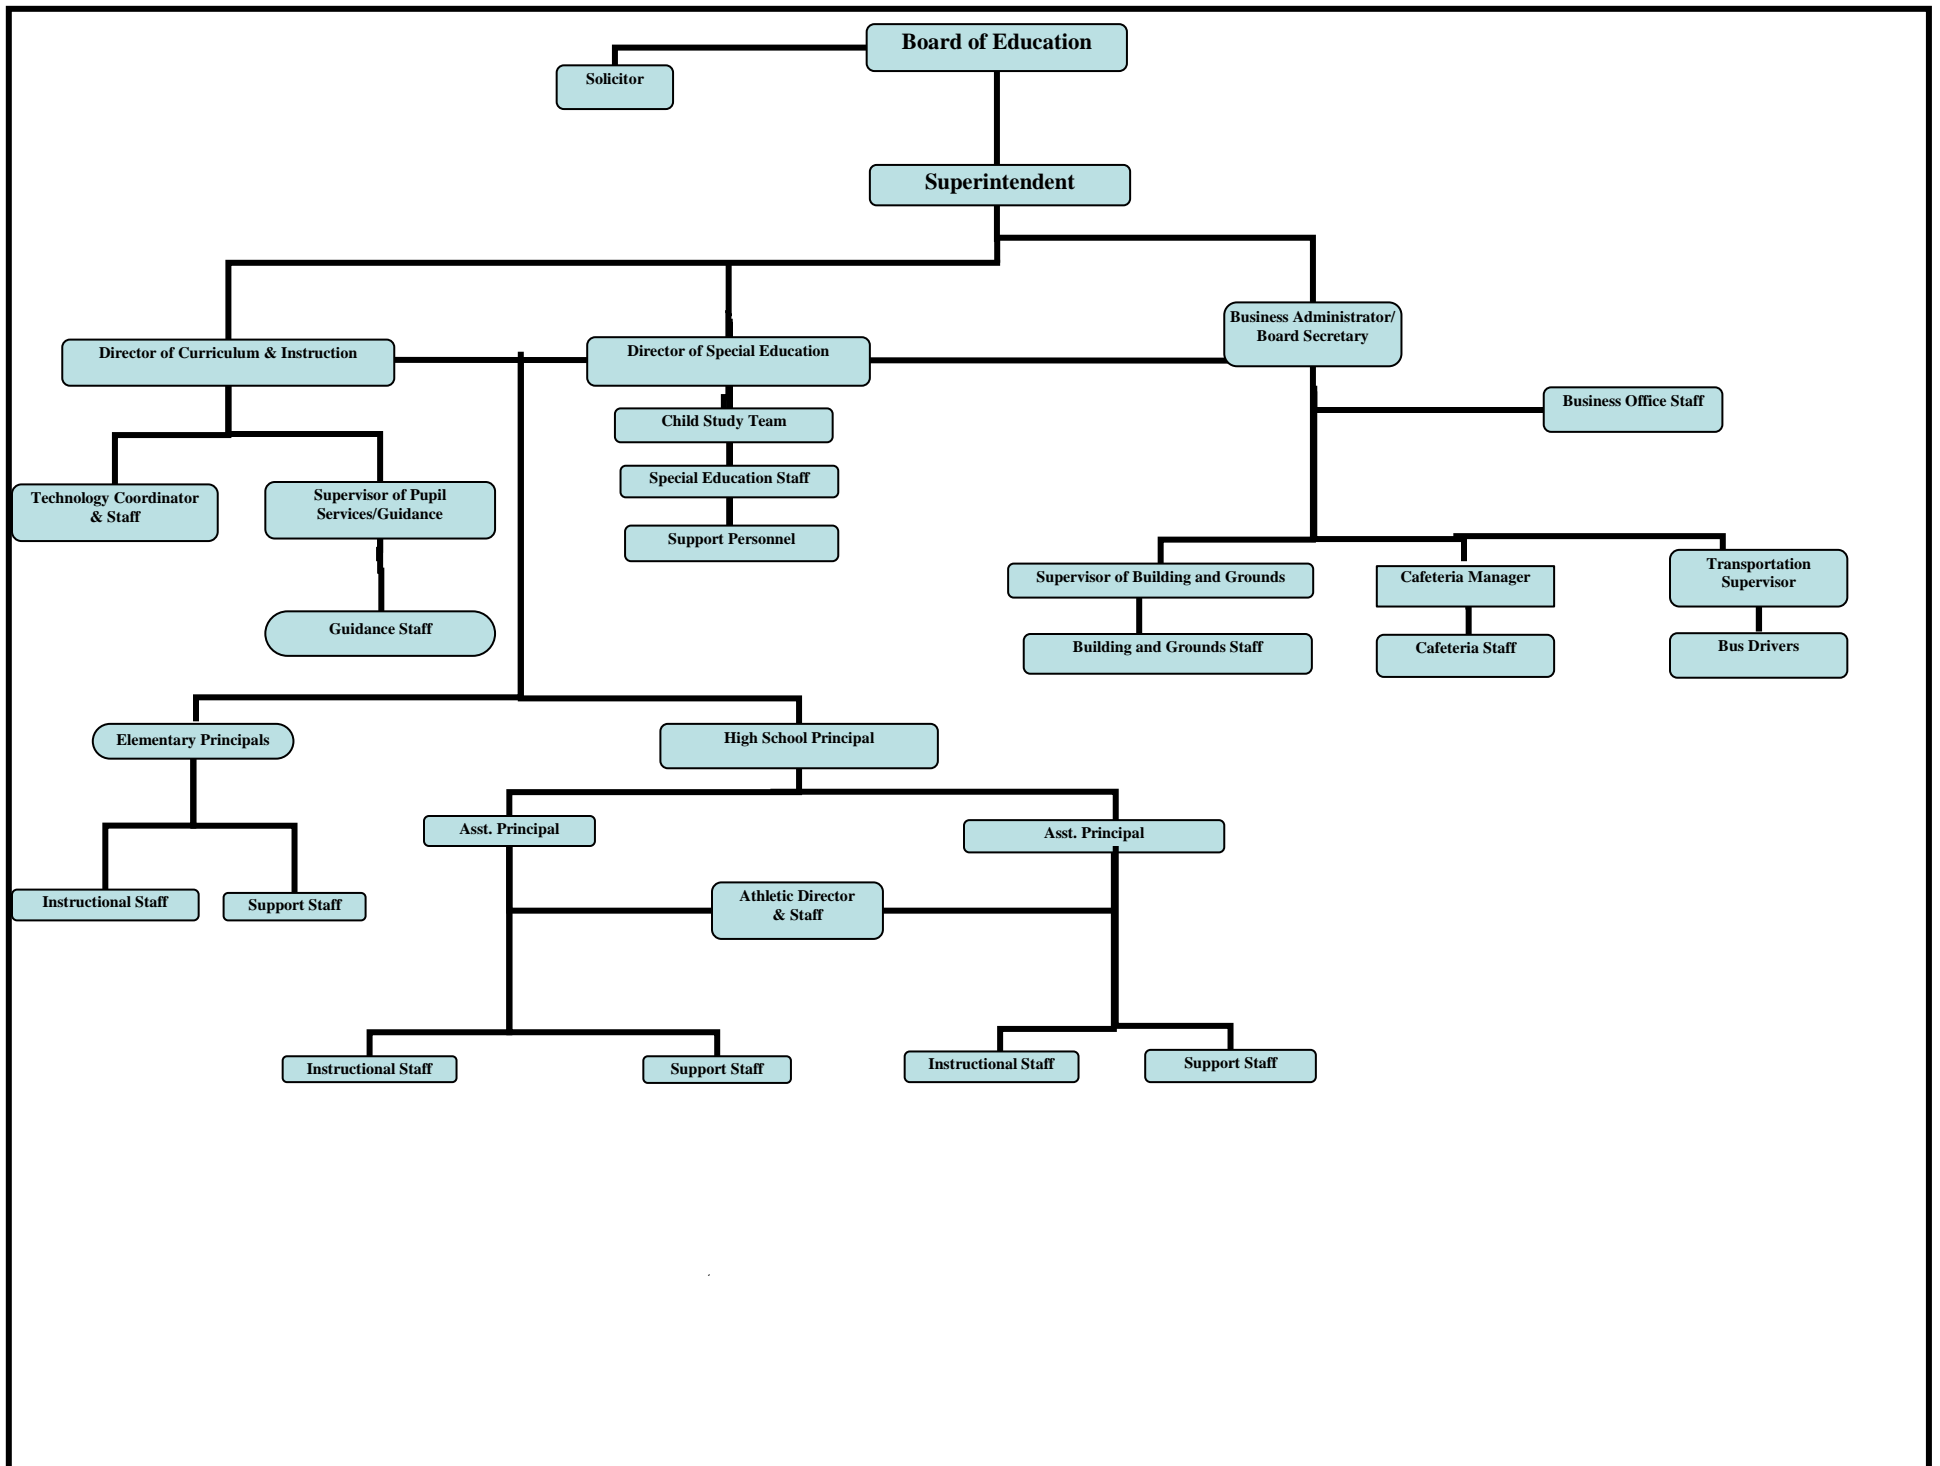 Board of Education
Solicitor
Superintendent
Business Administrator/
Board Secretary
Director of Curriculum & Instruction
Director of Special Education
Business Office Staff
Child Study Team
Special Education Staff
Technology Coordinator
& Staff
Supervisor of Pupil
Services/Guidance
Support Personnel
Supervisor of Building and Grounds
Cafeteria Manager
Transportation
Supervisor
Guidance Staff
Building and Grounds Staff
Cafeteria Staff
Bus Drivers
Elementary Principals
High School Principal
Asst. Principal
Asst. Principal
Instructional Staff
Support Staff
Athletic Director
& Staff
Instructional Staff
Support Staff
Instructional Staff
Support Staff